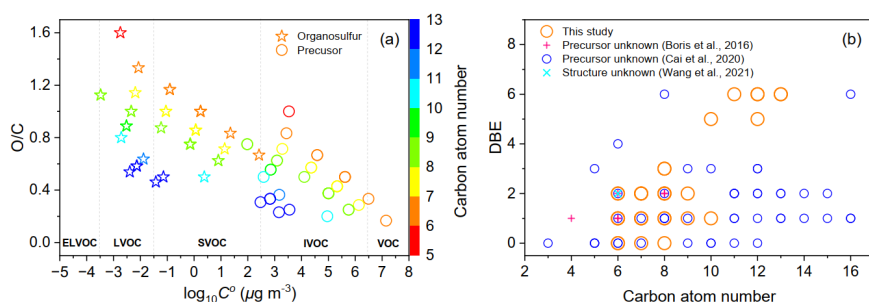 1.6
1.2
0.8
0.4
0.0
O/C
Organosulfur
Precusor
(a)
ELVOC LVOC SVOC IVOC VOC
-5 -4 -3 -2 -1 0 1 2 3 4 5 6 7 8
log₁₀Cᵒ (µg m⁻³)
13
12
11
10
9
8
7
6
5
Carbon atom number
8
6
4
2
0
DBE
This study
Precursor unknown (Boris et al., 2016)
Precursor unknown (Cai et al., 2020)
Structure unknown (Wang et al., 2021)
(b)
2 4 6 8 10 12 14 16
Carbon atom number